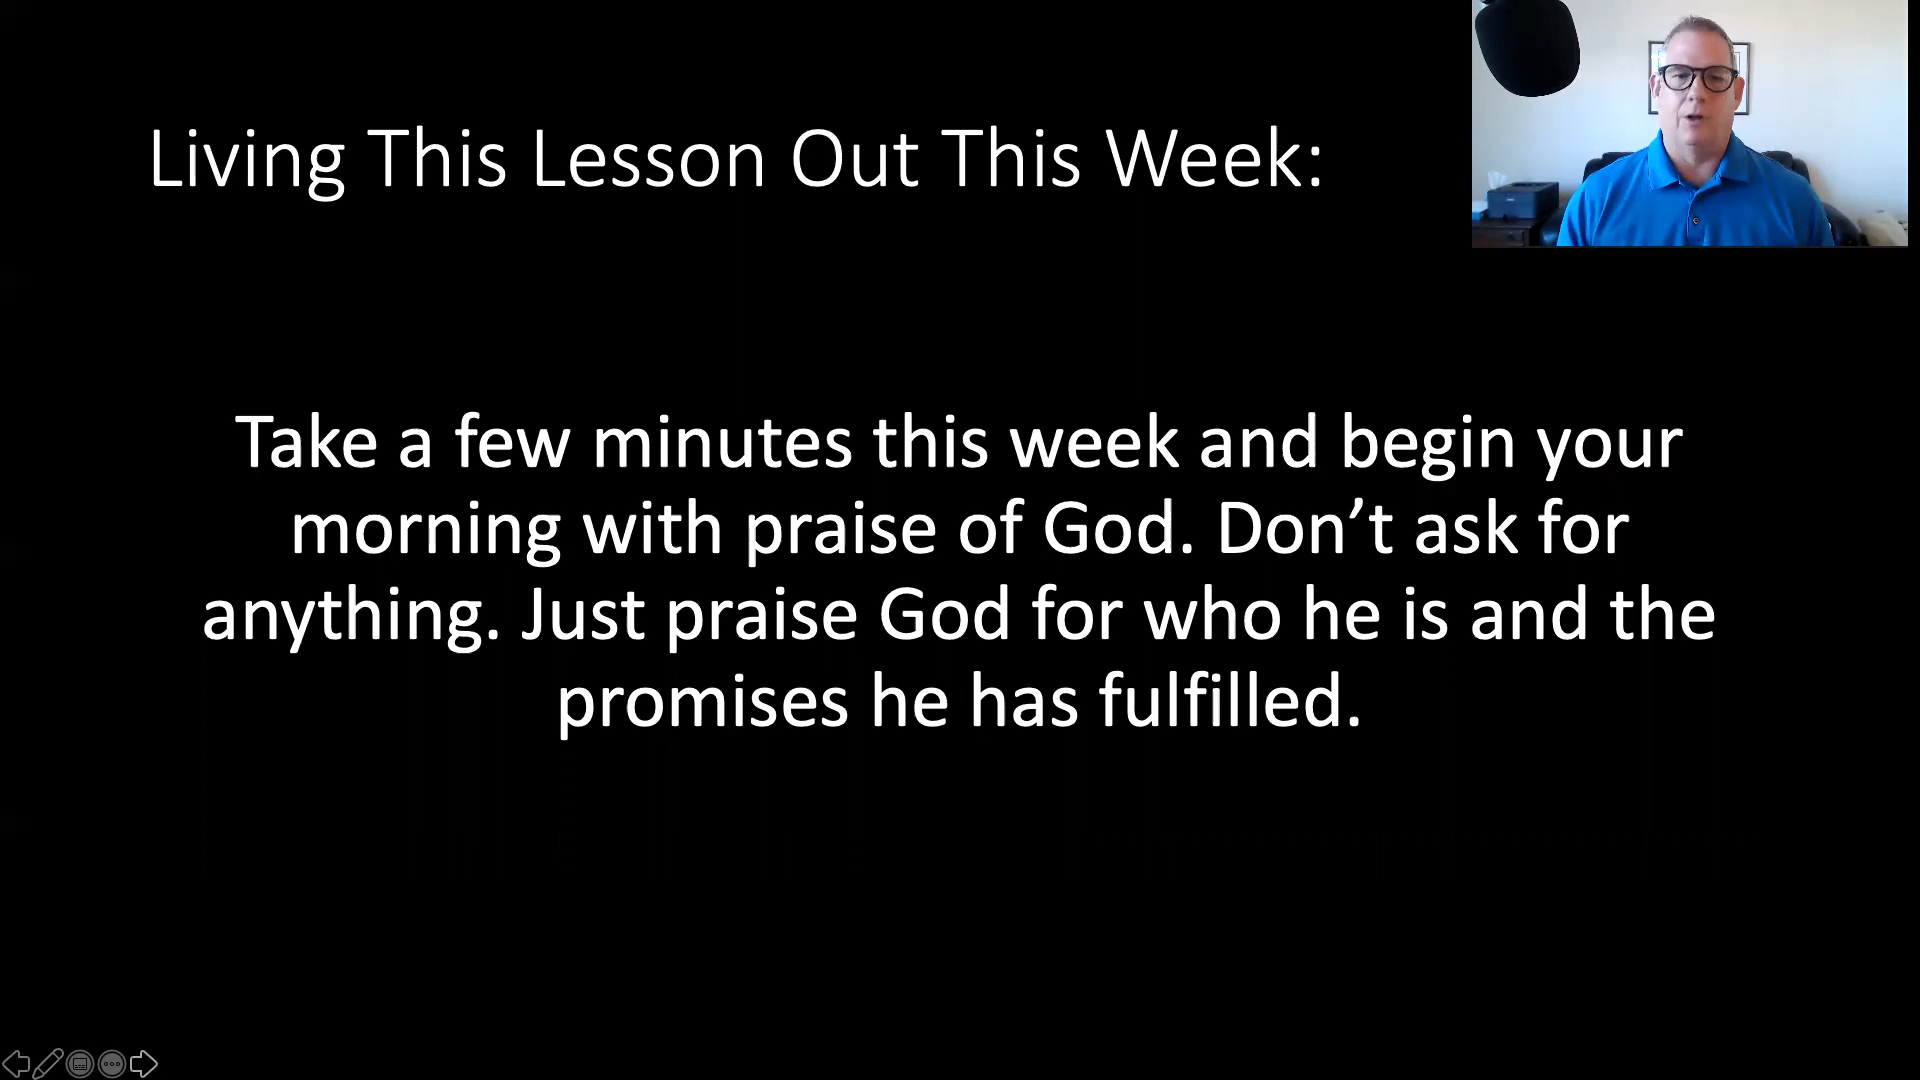 Living This Lesson Out This Week:
Take a few minutes this week and begin your
morning with praise of God. Don’t ask for
anything. Just praise God for who he is and the
promises he has fulfilled.